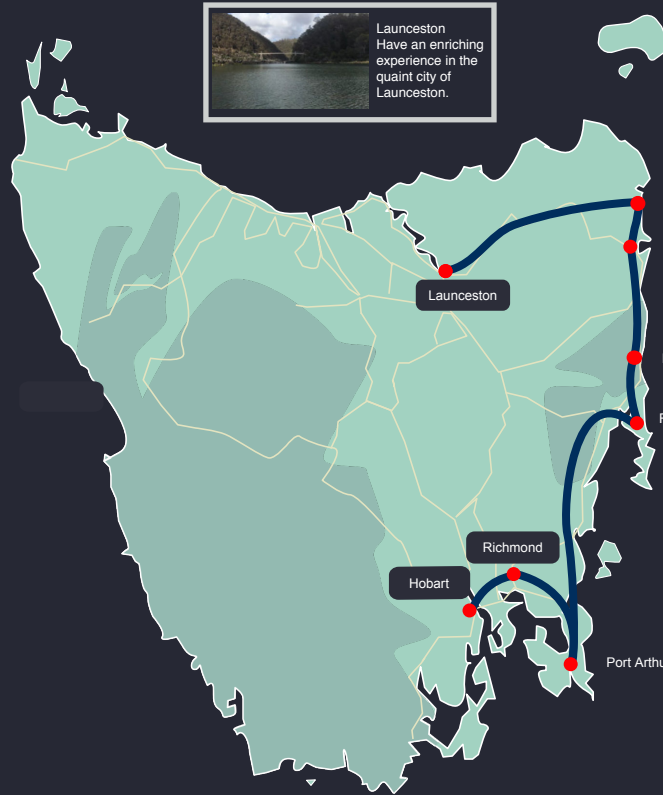 Launceston
Have an enriching
experience in the
quaint city of
Launceston.
Launceston
F
Richmond
Hobart
Port Arthu